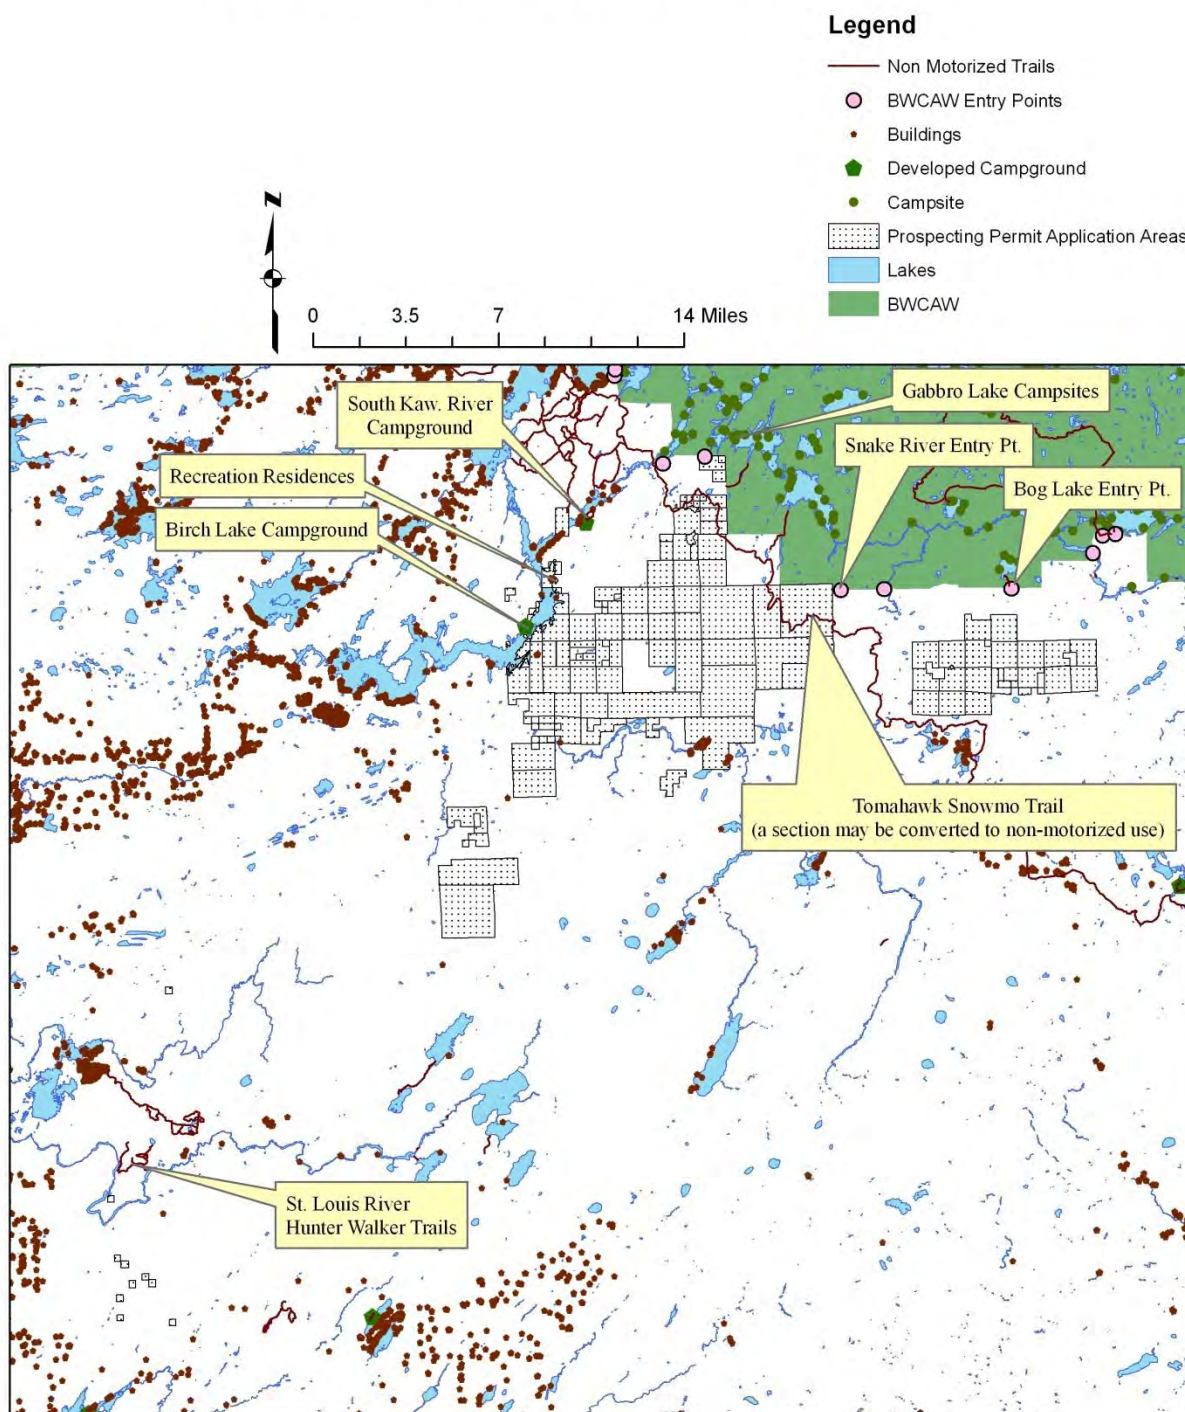 Legend
Non Motorized Trails
BWCAW Entry Points
Buildings
Developed Campground
Campsite
Prospecting Permit Application Areas
Lakes
BWCAW
N
0 3.5 7 14 Miles
South Kaw. River
Campground
Gabbro Lake Campsites
Snake River Entry Pt.
Recreation Residences
Bog Lake Entry Pt.
Birch Lake Campground
Tomahawk Snowmo Trail
(a section may be converted to non-motorized use)
St. Louis River
Hunter Walker Trails